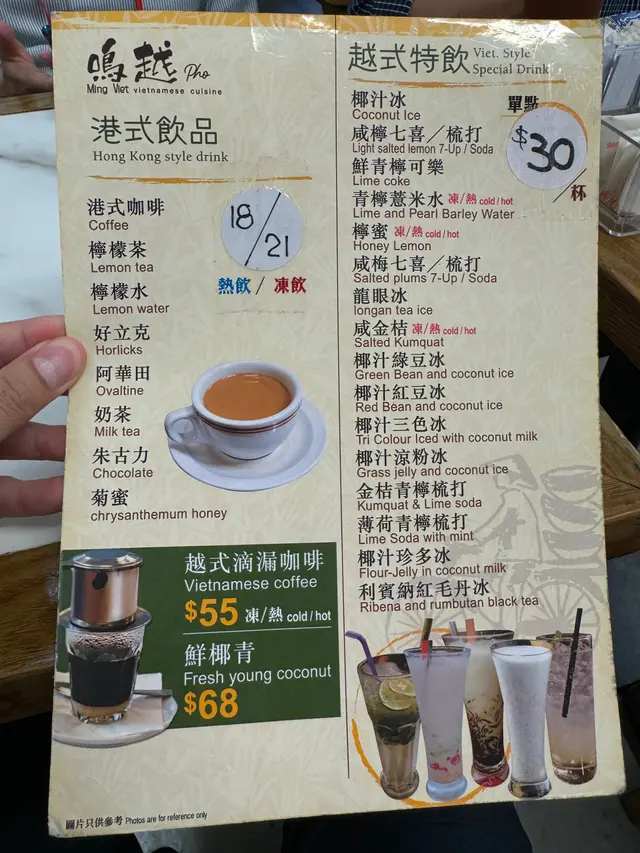 鳴越 Pho
Ming Viet vietnamese cuisine
港式飲品
Hong Kong style drink
18/21
熱飲 / 凍飲
港式咖啡
Coffee
檸檬茶
Lemon tea
檸檬水
Lemon water
好立克
Horlicks
阿華田
Ovaltine
奶茶
Milk tea
朱古力
Chocolate
菊蜜
chrysanthemum honey
越式滴漏咖啡
Vietnamese coffee
$55 凍/熱 cold / hot
鮮椰青
Fresh young coconut
$68
圖片只供參考 Photos are for reference only
越式特飲 Viet. Style
Special Drink
單點
$30
/杯
椰汁冰
Coconut Ice
咸檸七喜／梳打
Light salted lemon 7-Up / Soda
鮮青檸可樂
Lime coke
青檸薏米水 凍/熱 cold / hot
Lime and Pearl Barley Water
檸蜜 凍/熱 cold / hot
Honey Lemon
咸梅七喜／梳打
Salted plums 7-Up / Soda
龍眼冰
longan tea ice
咸金桔 凍/熱 cold / hot
Salted Kumquat
椰汁綠豆冰
Green Bean and coconut ice
椰汁紅豆冰
Red Bean and coconut ice
椰汁三色冰
Tri Colour Iced with coconut milk
椰汁涼粉冰
Grass jelly and coconut ice
金桔青檸梳打
Kumquat & Lime soda
薄荷青檸梳打
Lime Soda with mint
椰汁珍多冰
Flour-Jelly in coconut milk
利賓納紅毛丹冰
Ribena and rumbutan black tea